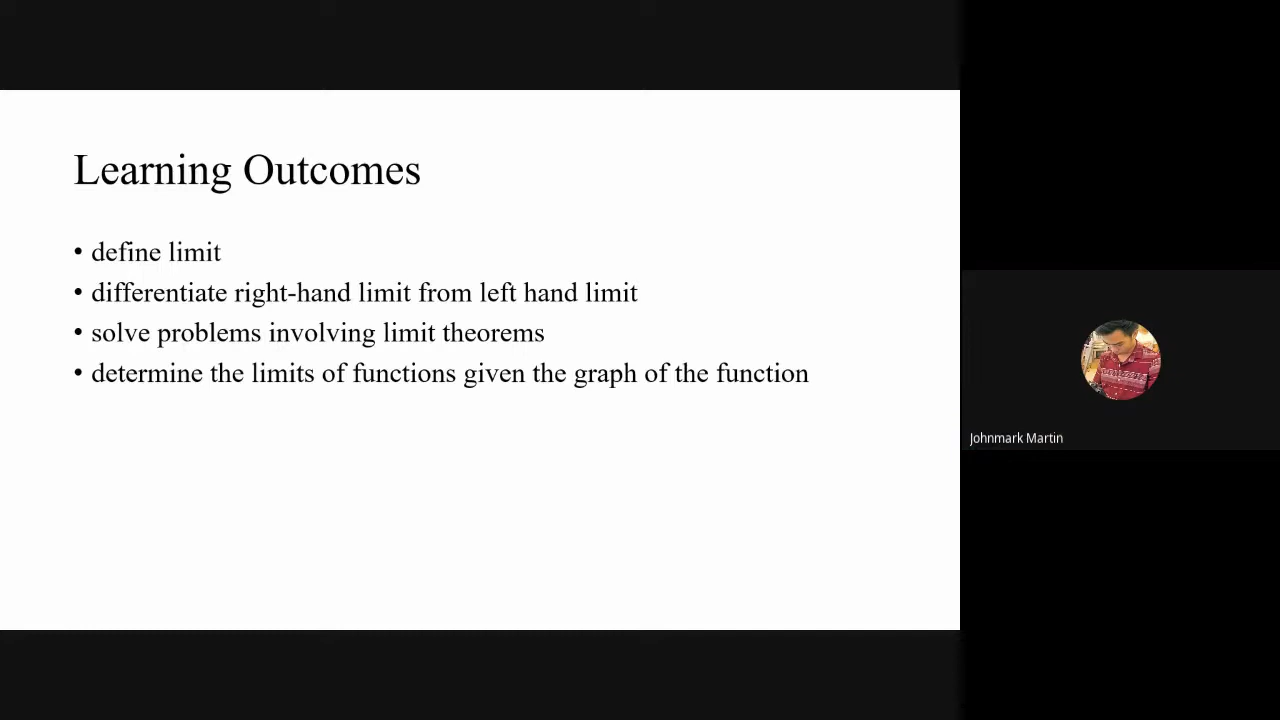 Learning Outcomes
• define limit
• differentiate right-hand limit from left hand limit
• solve problems involving limit theorems
• determine the limits of functions given the graph of the function
Johnmark Martin